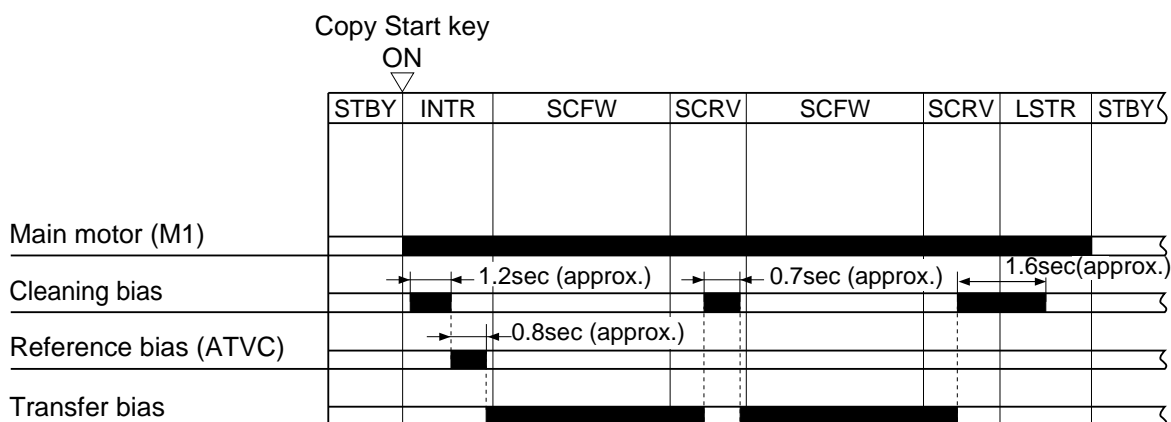 Copy Start key
ON
STBY INTR SCFW SCRV SCFW SCRV LSTR STBY
Main motor (M1)
1.2sec (approx.) 0.7sec (approx.) 1.6sec(approx.)
Cleaning bias
0.8sec (approx.)
Reference bias (ATVC)
Transfer bias